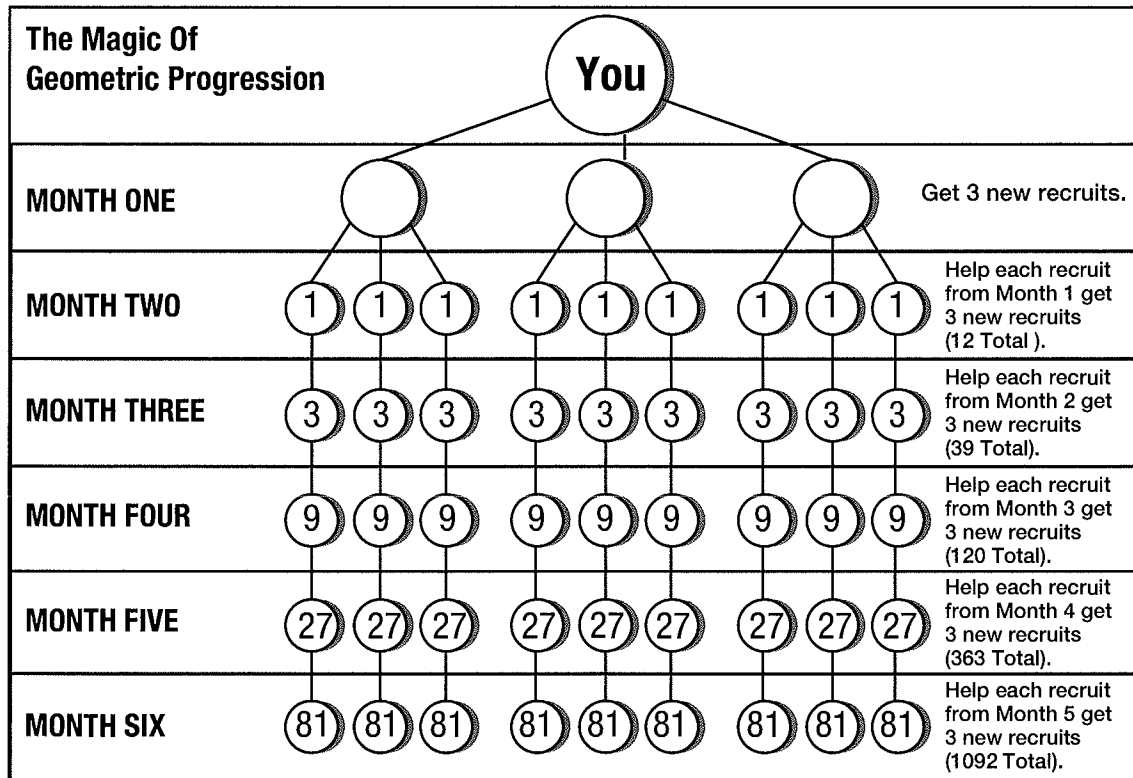 The Magic Of
Geometric Progression
You
MONTH ONE
Get 3 new recruits.
MONTH TWO
1 1 1 1 1 1 1 1 1
Help each recruit
from Month 1 get
3 new recruits
(12 Total ).
MONTH THREE
3 3 3 3 3 3 3 3 3
Help each recruit
from Month 2 get
3 new recruits
(39 Total).
MONTH FOUR
9 9 9 9 9 9 9 9 9
Help each recruit
from Month 3 get
3 new recruits
(120 Total).
MONTH FIVE
27 27 27 27 27 27 27 27 27
Help each recruit
from Month 4 get
3 new recruits
(363 Total).
MONTH SIX
81 81 81 81 81 81 81 81 81
Help each recruit
from Month 5 get
3 new recruits
(1092 Total).